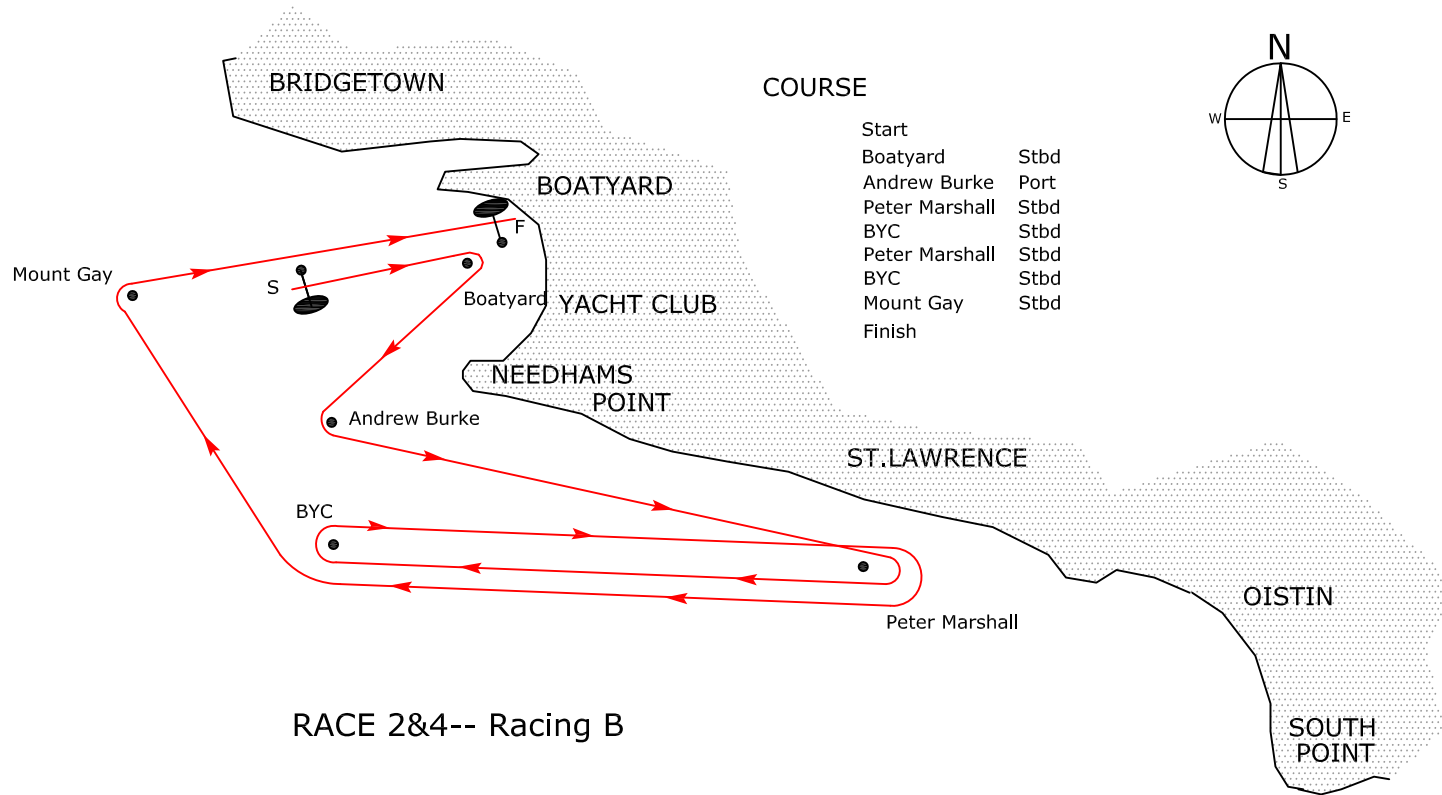 BRIDGETOWN
COURSE
N
W
E
S
Start
Boatyard Stbd
Andrew Burke Port
Peter Marshall Stbd
BYC Stbd
Peter Marshall Stbd
BYC Stbd
Mount Gay Stbd
Finish
BOATYARD
F
Mount Gay
S
Boatyard
YACHT CLUB
NEEDHAMS
POINT
Andrew Burke
ST.LAWRENCE
BYC
OISTIN
Peter Marshall
RACE 2&4-- Racing B
SOUTH
POINT